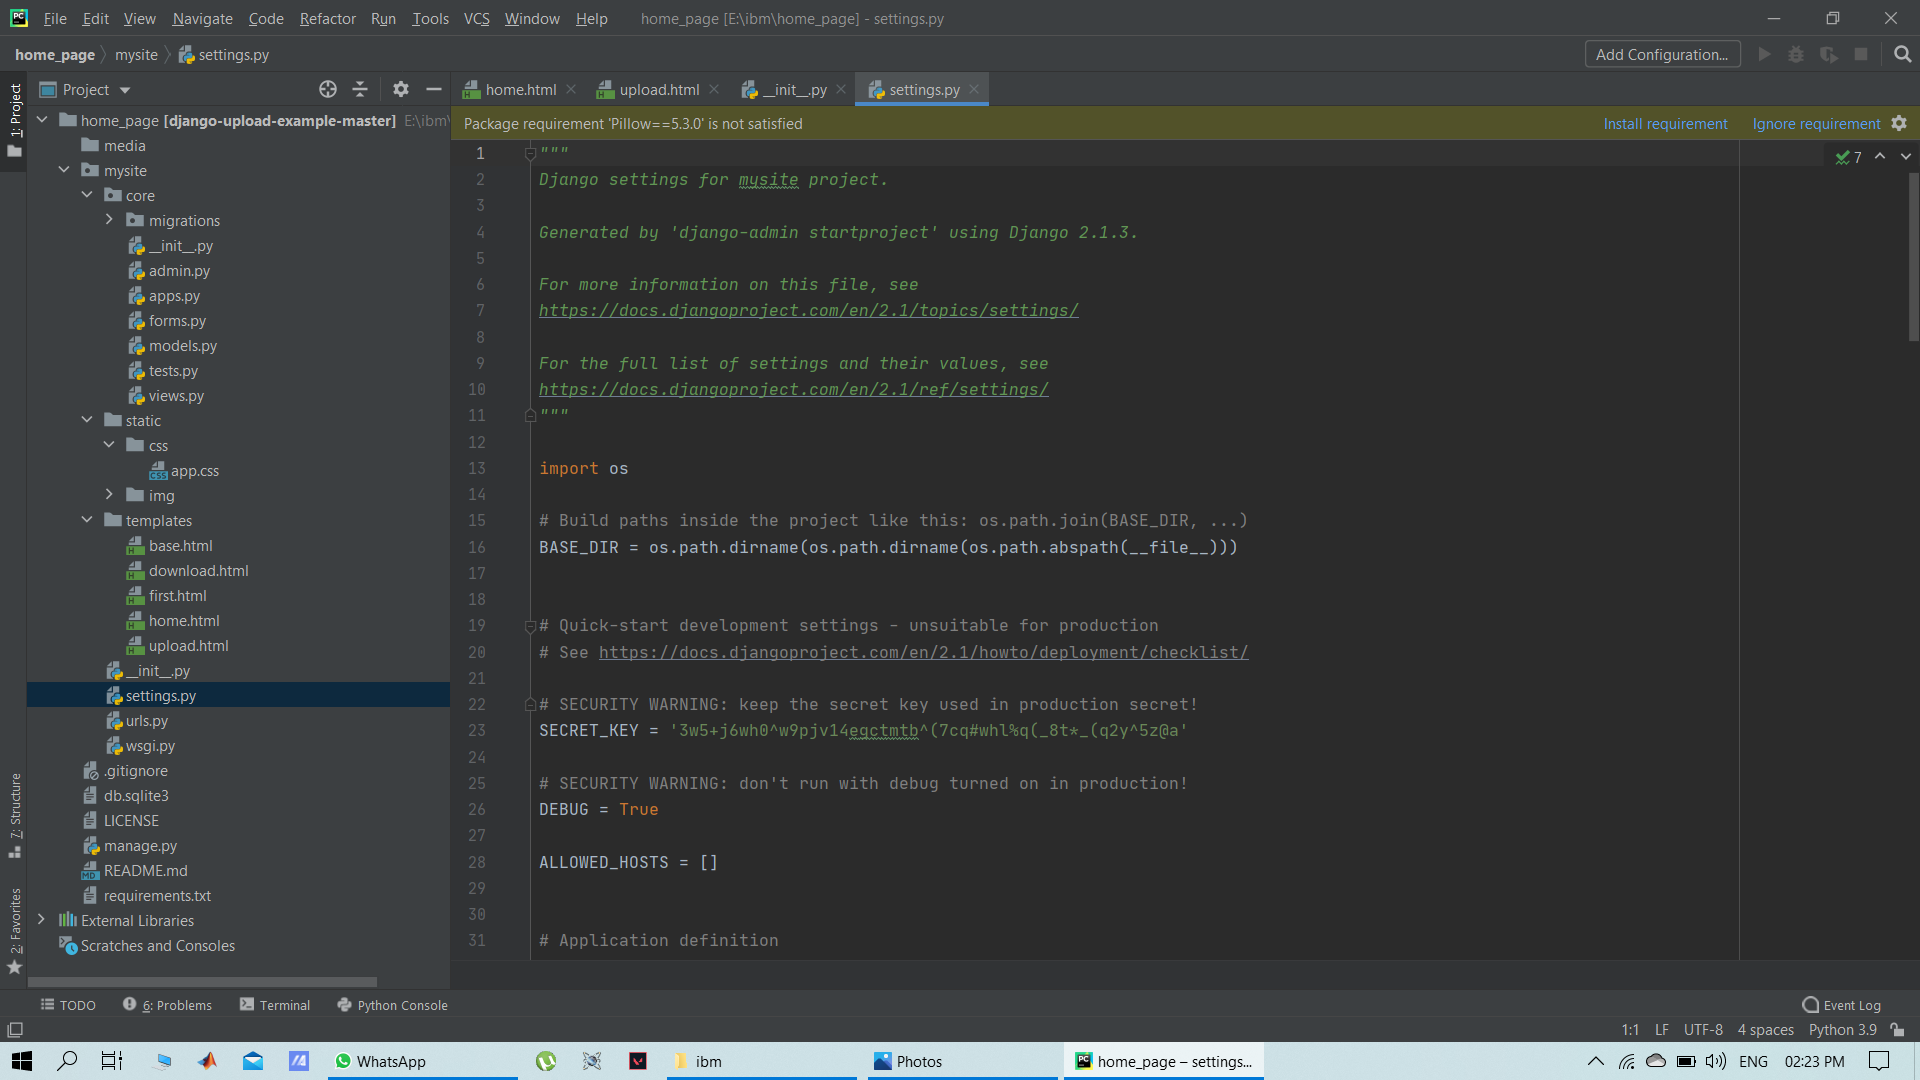 File Edit View Navigate Code Refactor Run Tools VCS Window Help home_page [E:\ibm\home_page] - settings.py
home_page mysite settings.py Add Configuration...
1: Project
Project
home.html upload.html __init__.py settings.py
Package requirement 'Pillow==5.3.0' is not satisfied Install requirement Ignore requirement
7
home_page [django-upload-example-master] E:\ibm\
media
mysite
core
migrations
__init__.py
admin.py
apps.py
forms.py
models.py
tests.py
views.py
static
css
app.css
img
templates
base.html
download.html
first.html
home.html
upload.html
__init__.py
settings.py
urls.py
wsgi.py
.gitignore
db.sqlite3
LICENSE
manage.py
README.md
requirements.txt
External Libraries
Scratches and Consoles
7: Structure
2: Favorites
1 """
2 Django settings for mysite project.
3
4 Generated by 'django-admin startproject' using Django 2.1.3.
5
6 For more information on this file, see
7 https://docs.djangoproject.com/en/2.1/topics/settings/
8
9 For the full list of settings and their values, see
10 https://docs.djangoproject.com/en/2.1/ref/settings/
11 """
12
13 import os
14
15 # Build paths inside the project like this: os.path.join(BASE_DIR, ...)
16 BASE_DIR = os.path.dirname(os.path.dirname(os.path.abspath(__file__)))
17
18
19 # Quick-start development settings - unsuitable for production
20 # See https://docs.djangoproject.com/en/2.1/howto/deployment/checklist/
21
22 # SECURITY WARNING: keep the secret key used in production secret!
23 SECRET_KEY = '3w5+j6wh0^w9pjv14eqctmtb^(7cq#whl%q(_8t*_(q2y^5z@a'
24
25 # SECURITY WARNING: don't run with debug turned on in production!
26 DEBUG = True
27
28 ALLOWED_HOSTS = []
29
30
31 # Application definition
TODO 6: Problems Terminal Python Console Event Log
1:1 LF UTF-8 4 spaces Python 3.9
WhatsApp ibm Photos home_page – settings... ENG 02:23 PM